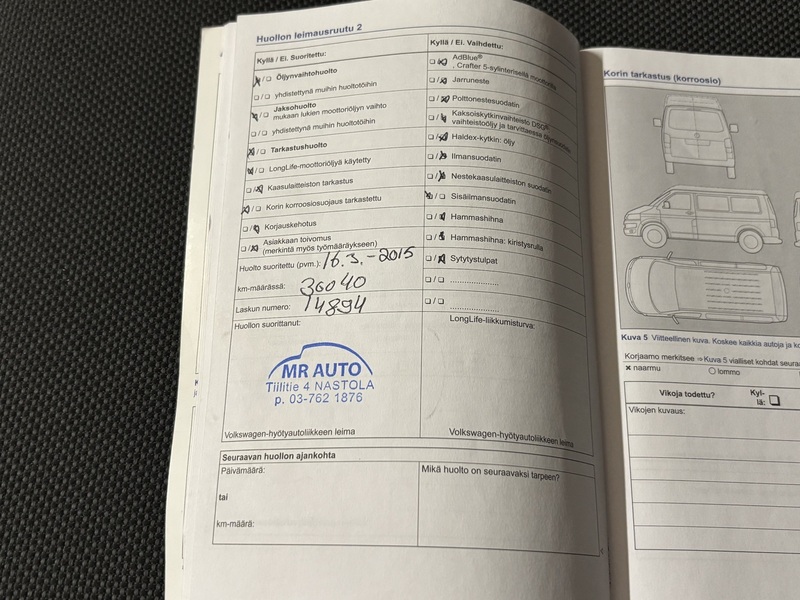 Huollon leimausruutu 2
Kyllä / Ei. Suoritettu:
Öljynvaihtohuolto
yhdistettynä muihin huoltotöihin
Jaksohuolto
mukaan lukien moottoriöljyn vaihto
yhdistettynä muihin huoltotöihin
Tarkastushuolto
LongLife-moottoriöljyä käytetty
Kaasulaitteiston tarkastus
Korin korroosiosuojaus tarkastettu
Korjauskehotus
Asiakkaan toivomus
(merkintä myös työmääräykseen)
Huolto suoritettu (pvm.): 16.3.-2015
km-määrässä: 36040
Laskun numero: 14894
Huollon suorittanut:
MR AUTO
Tiilitie 4 NASTOLA
p. 03-762 1876
Volkswagen-hyötyautoliikkeen leima
Kyllä / Ei. Vaihdettu:
AdBlue®
, Crafter 5-sylinterisellä
Jarruneste
Polttonestesuodatin
Kaksoiskytkinvaihteisto DSG®
vaihteistoöljy ja tarvittaessa
Haldex-kytkin: öljy
Ilmansuodatin
Nestekaasulaitteiston suodatin
Sisäilmansuodatin
Hammashihna
Hammashihna: kiristysrulla
Sytytystulpat
LongLife-liikkumisturva:
Volkswagen-hyötyautoliikkeen leima
Seuraavan huollon ajankohta
Päivämäärä:
tai
km-määrä:
Mikä huolto on seuraavaksi tarpeen?
Korin tarkastus (korroosio)
Kuva 5 Viitteellinen kuva. Koskee kaikkia autoja ja
Korjaamo merkitsee ⇒ Kuva 5 vialliset kohdat
× naarmu ○ lommo
Vikoja todettu? Kyl-
lä:
Vikojen kuvaus: